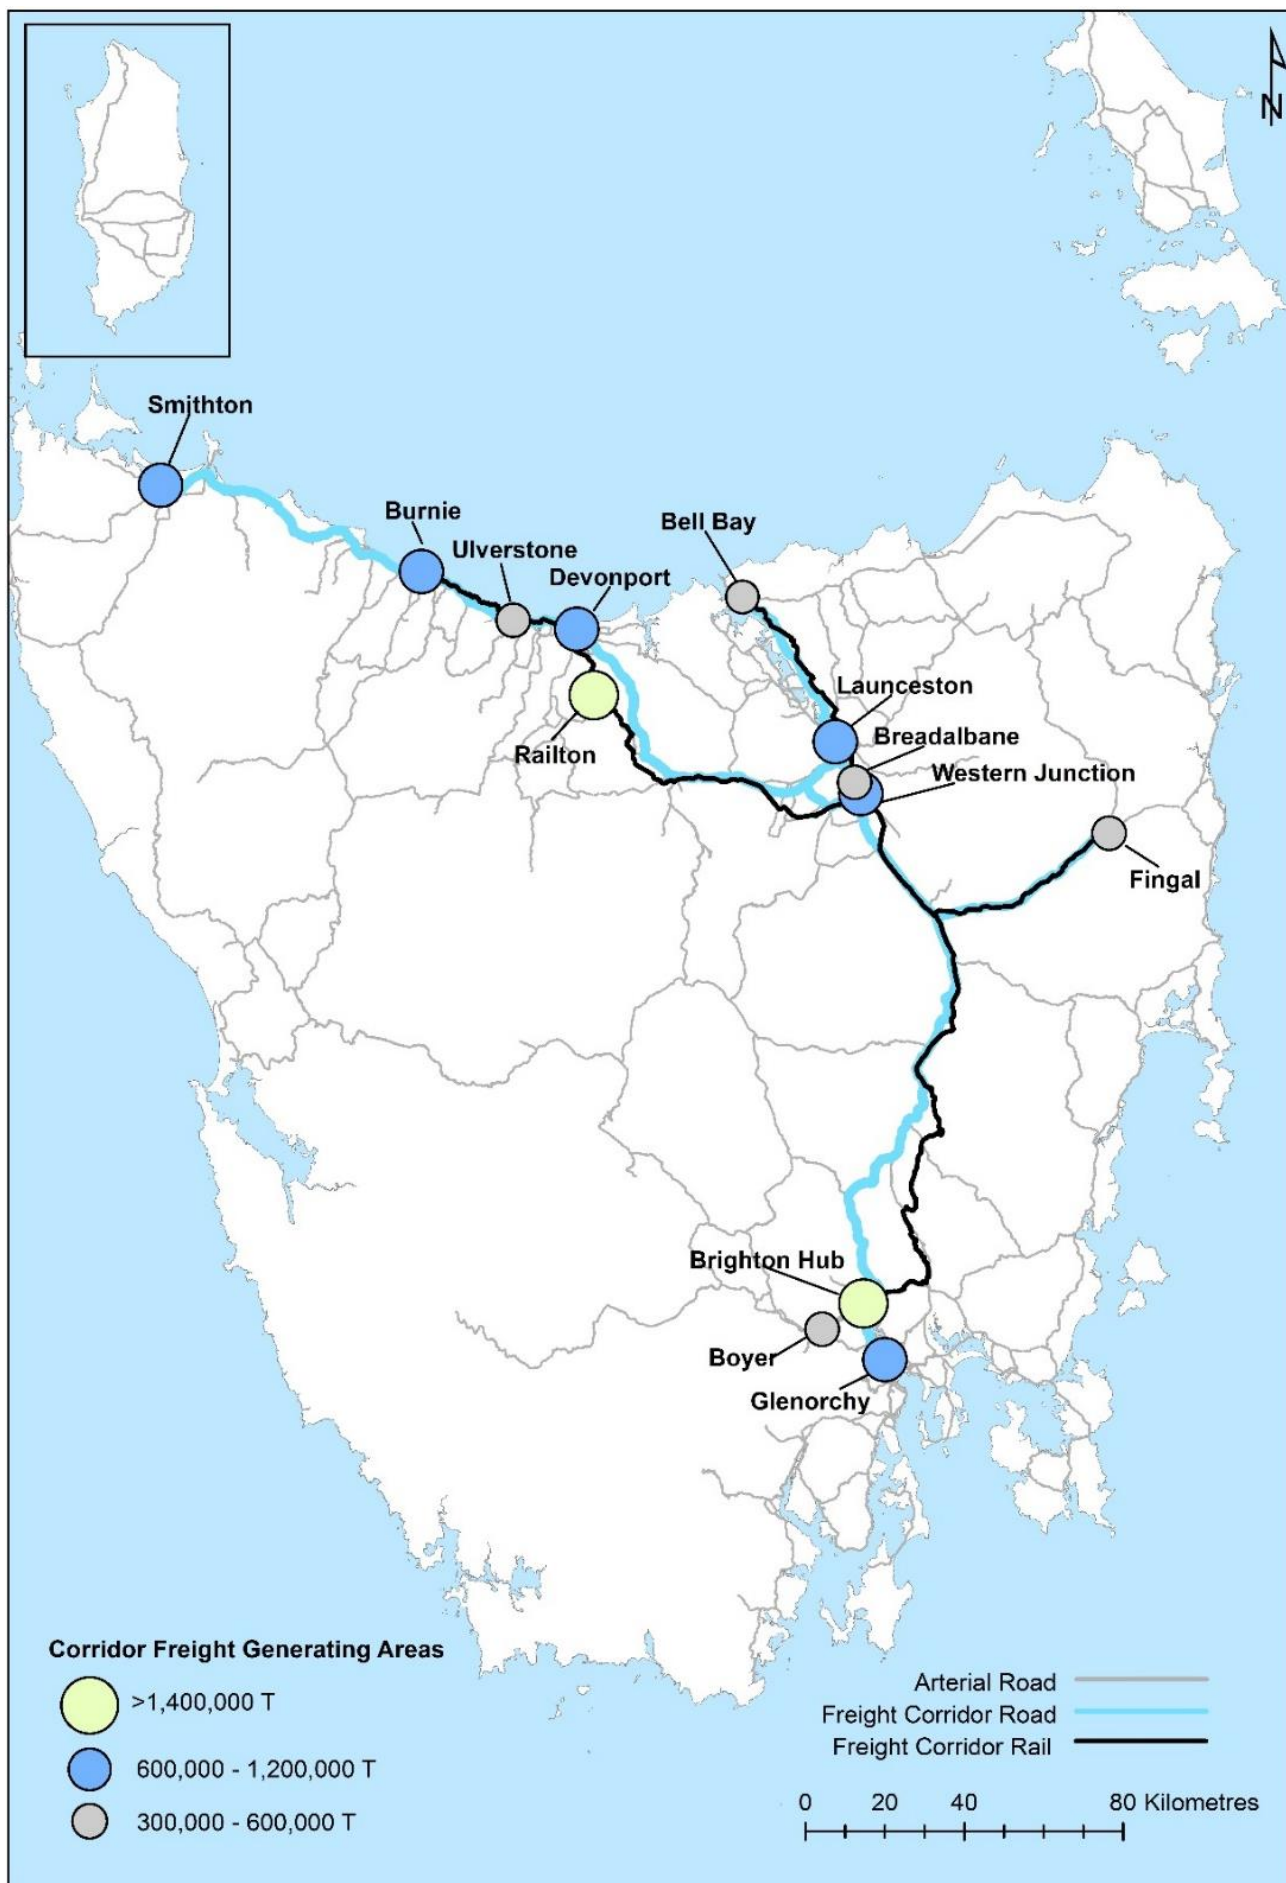 N
Smithton
Burnie
Ulverstone
Devonport
Bell Bay
Launceston
Breadalbane
Western Junction
Railton
Fingal
Brighton Hub
Boyer
Glenorchy
Corridor Freight Generating Areas
>1,400,000 T
600,000 - 1,200,000 T
300,000 - 600,000 T
Arterial Road
Freight Corridor Road
Freight Corridor Rail
0 20 40 80 Kilometres